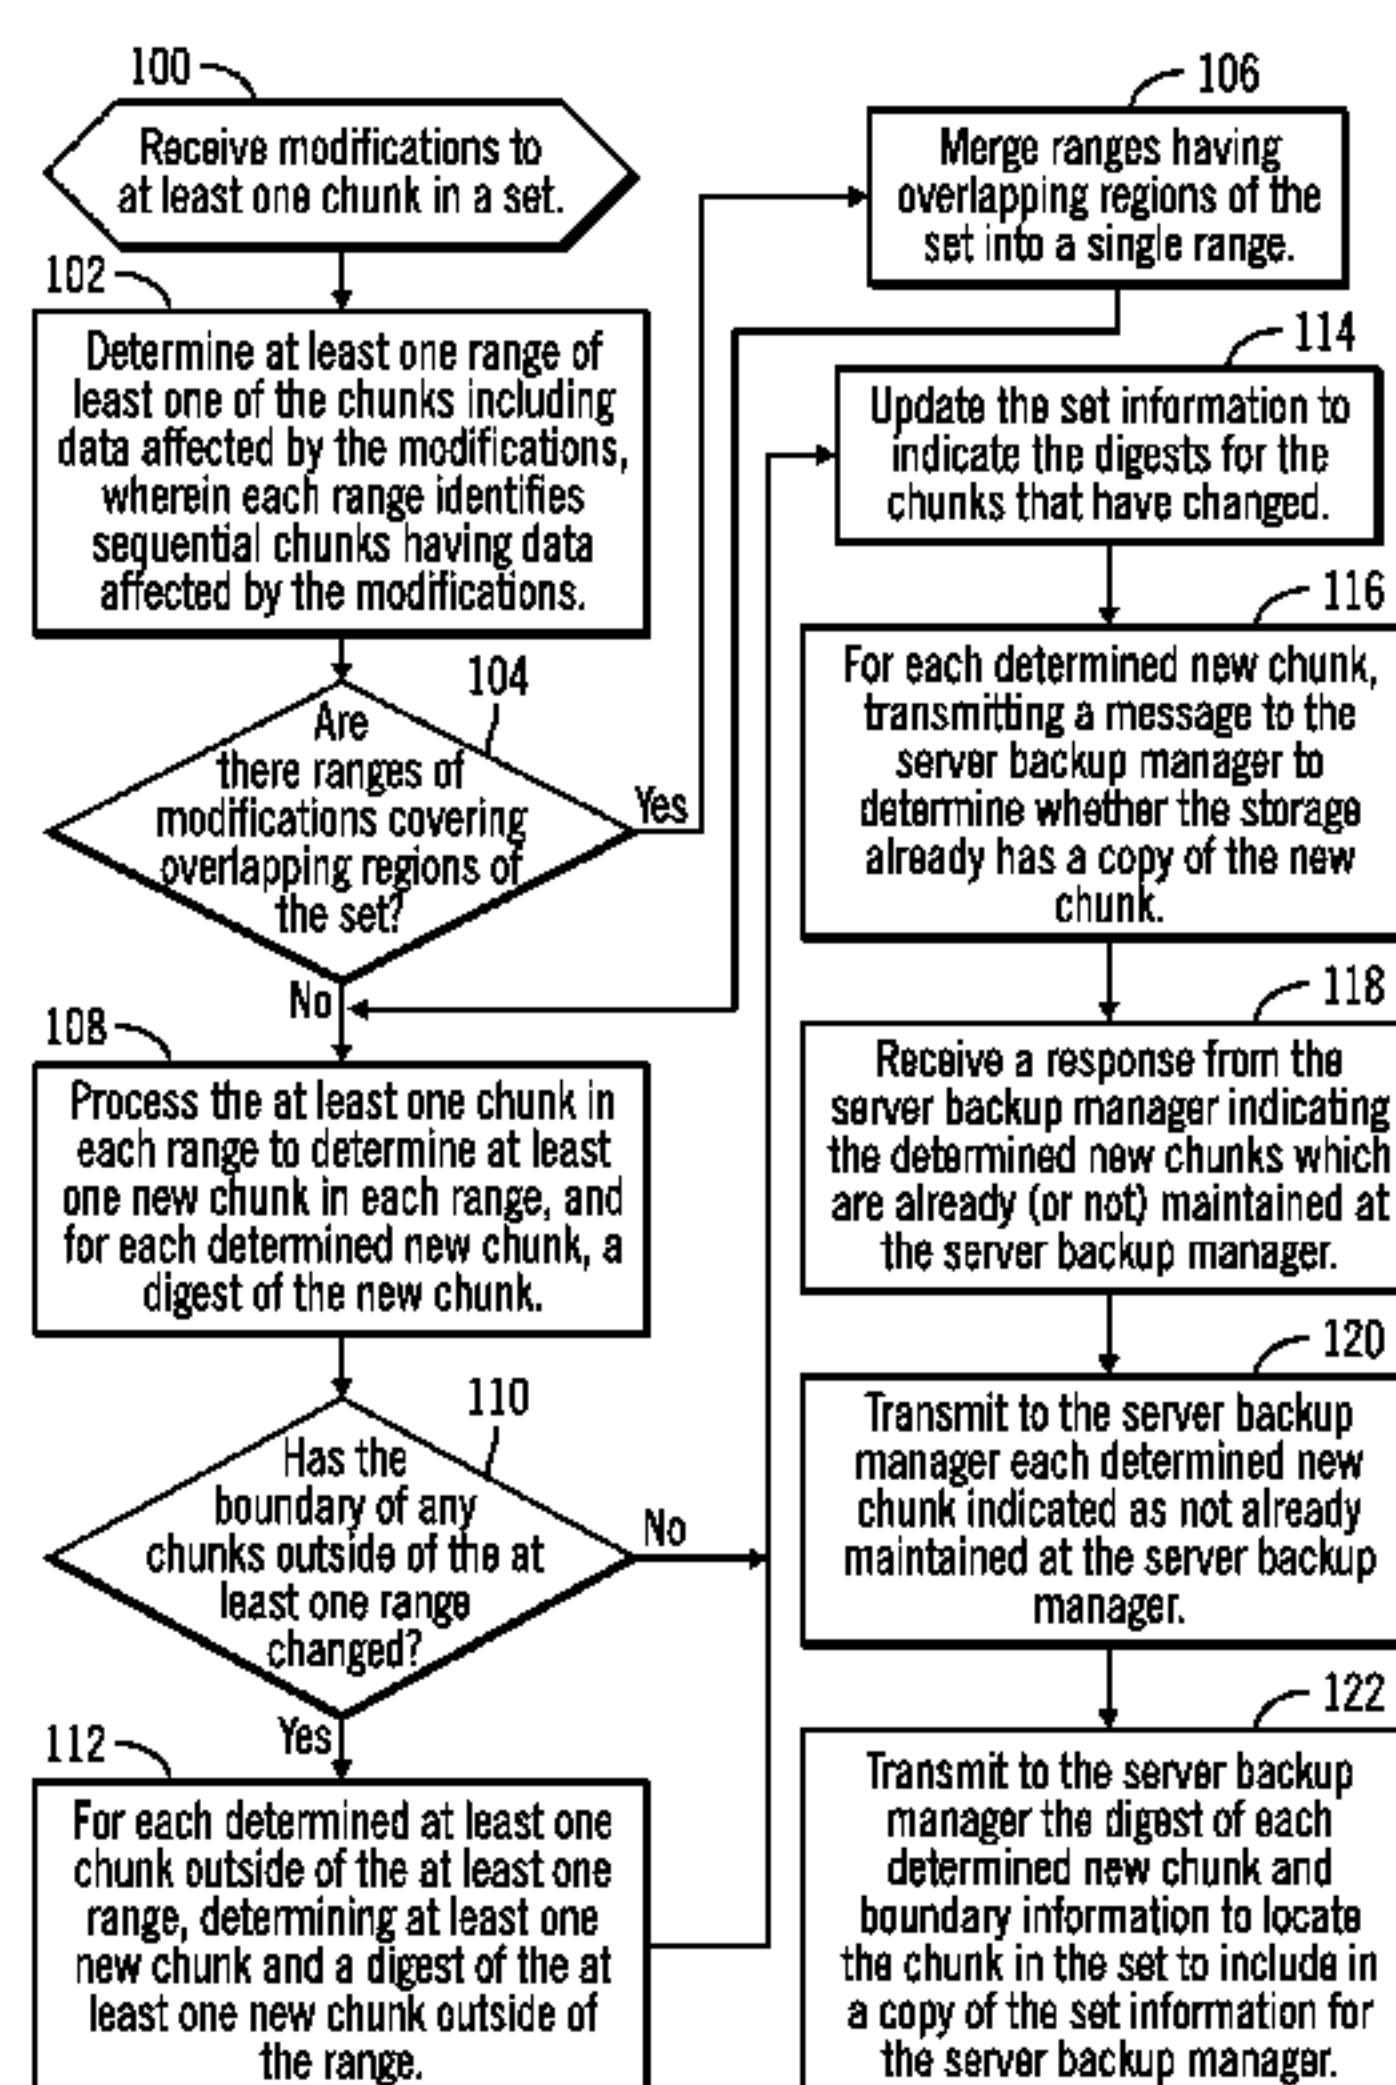 100
Receive modifications to
at least one chunk in a set.
102
Determine at least one range of
least one of the chunks including
data affected by the modifications,
wherein each range identifies
sequential chunks having data
affected by the modifications.
104
Are
there ranges of
modifications covering
overlapping regions of
the set?
Yes
No
106
Merge ranges having
overlapping regions of the
set into a single range.
108
Process the at least one chunk in
each range to determine at least
one new chunk in each range, and
for each determined new chunk, a
digest of the new chunk.
110
Has the
boundary of any
chunks outside of the at
least one range
changed?
No
Yes
112
For each determined at least one
chunk outside of the at least one
range, determining at least one
new chunk and a digest of the at
least one new chunk outside of
the range.
114
Update the set information to
indicate the digests for the
chunks that have changed.
116
For each determined new chunk,
transmitting a message to the
server backup manager to
determine whether the storage
already has a copy of the new
chunk.
118
Receive a response from the
server backup manager indicating
the determined new chunks which
are already (or not) maintained at
the server backup manager.
120
Transmit to the server backup
manager each determined new
chunk indicated as not already
maintained at the server backup
manager.
122
Transmit to the server backup
manager the digest of each
determined new chunk and
boundary information to locate
the chunk in the set to include in
a copy of the set information for
the server backup manager.